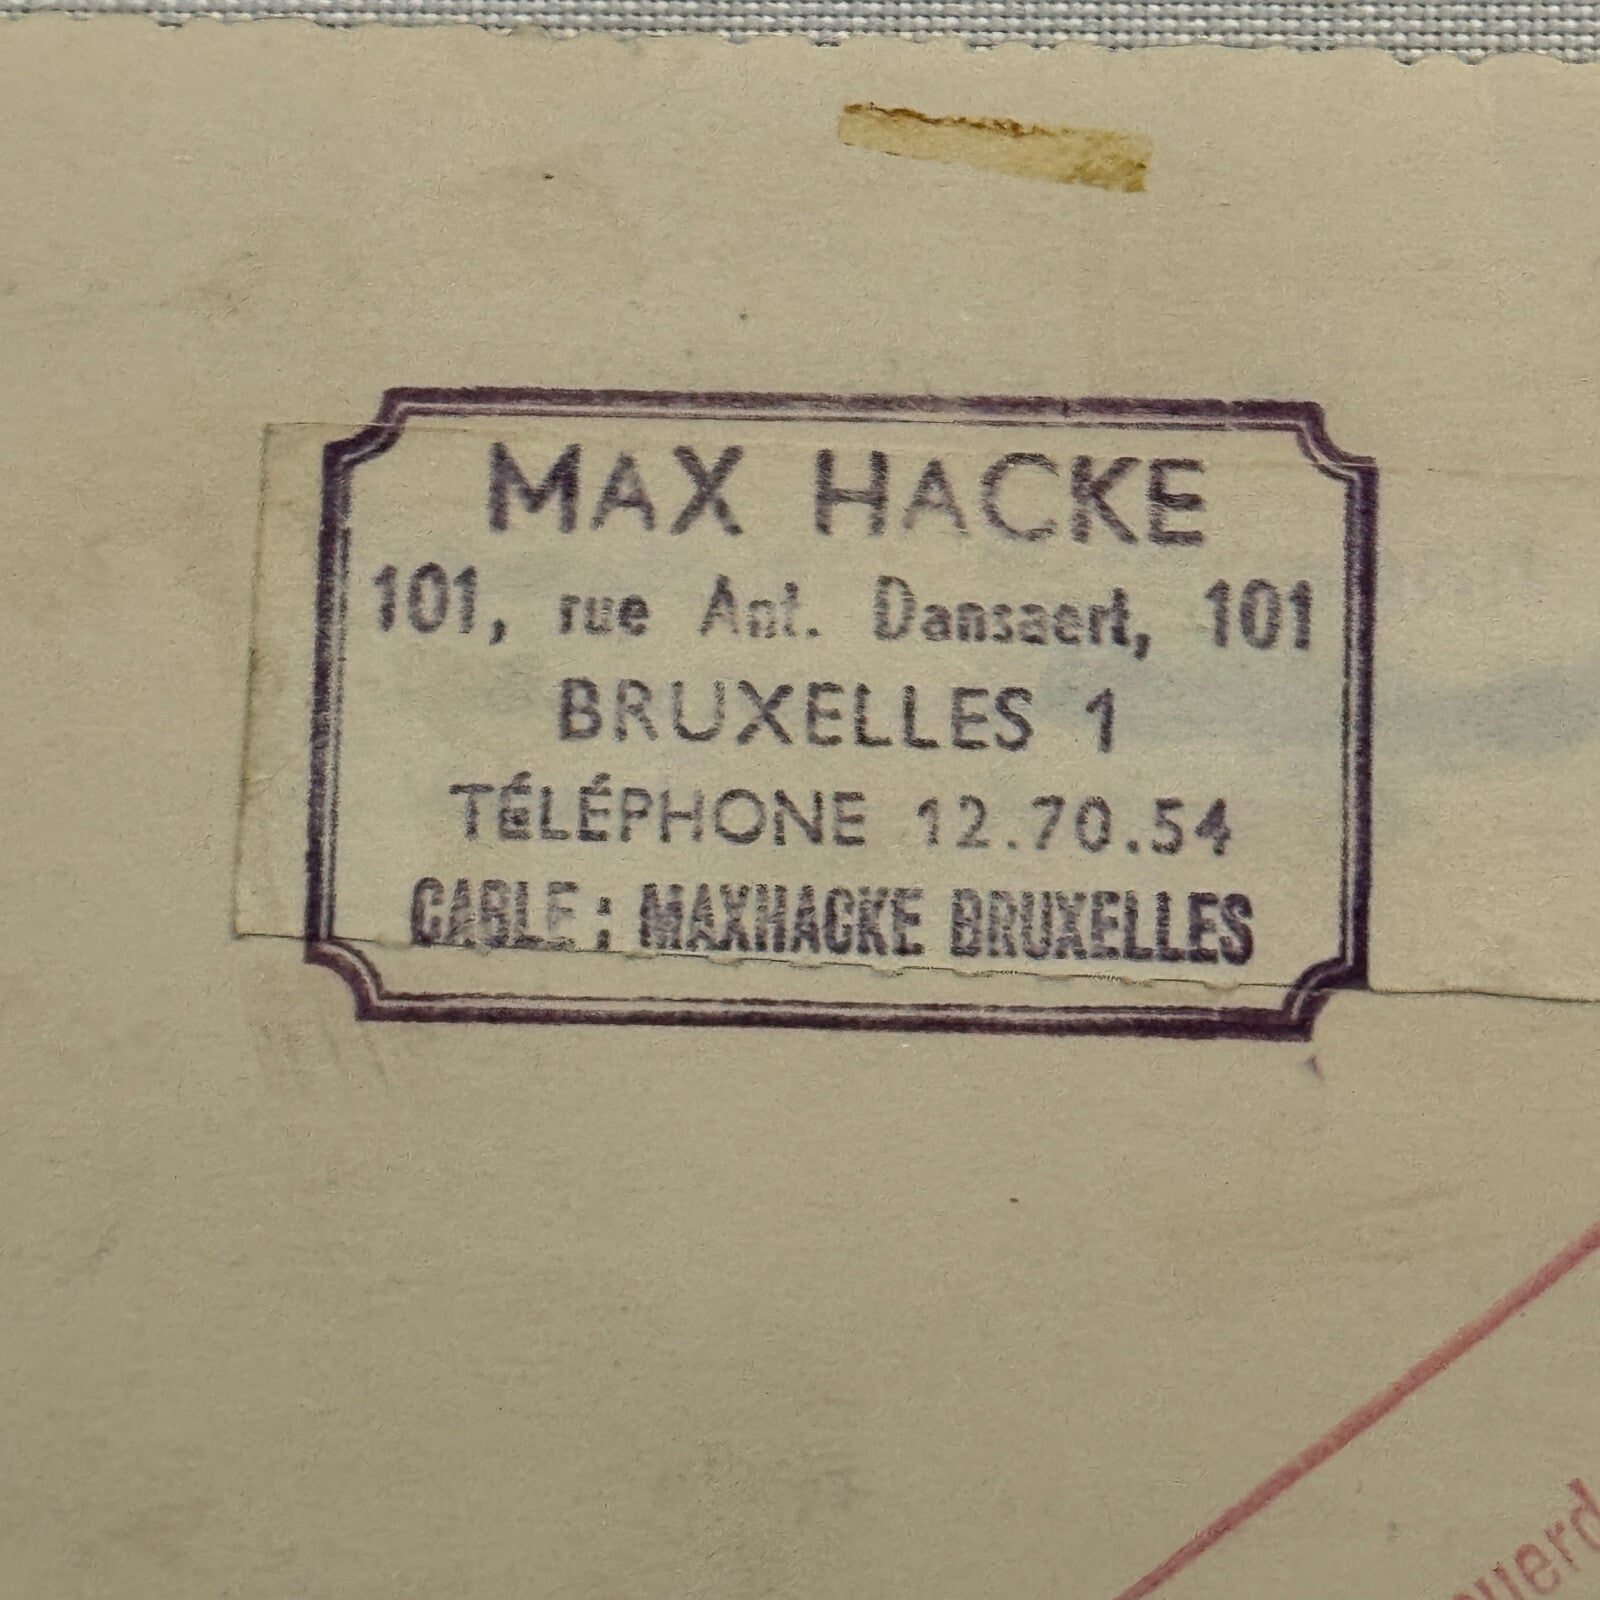 MAX HACKE
101, rue Ant. Dansaert, 101
BRUXELLES 1
TÉLÉPHONE 12.70.54
CABLE : MAXHACKE BRUXELLES